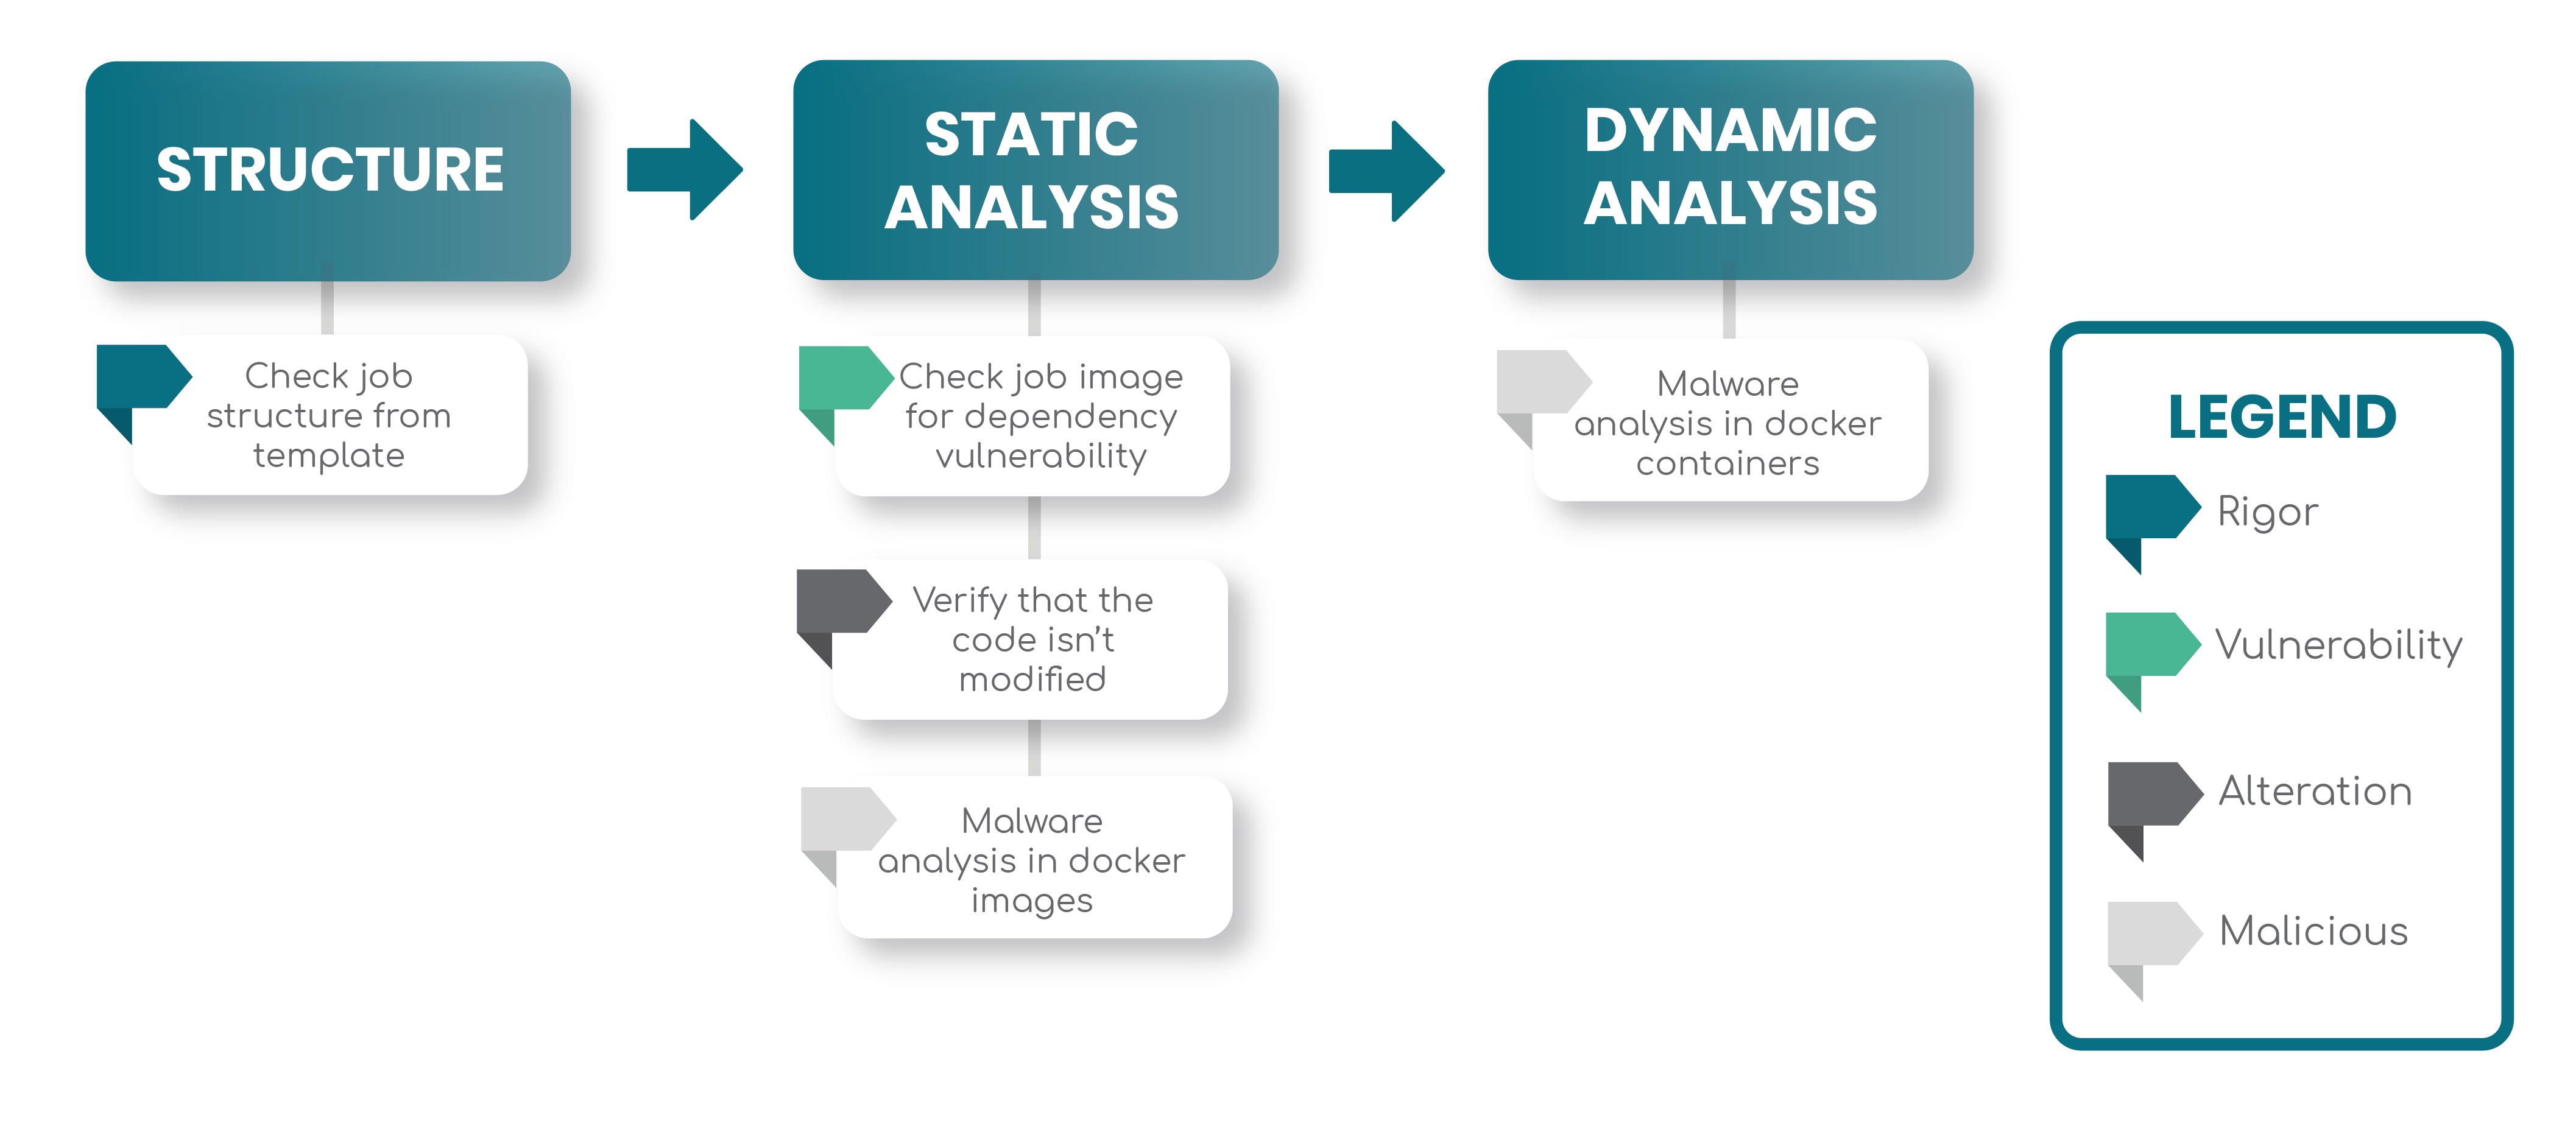 STRUCTURE
Check job
structure from
template
STATIC
ANALYSIS
Check job image
for dependency
vulnerability
Verify that the
code isn’t
modified
Malware
analysis in docker
images
DYNAMIC
ANALYSIS
Malware
analysis in docker
containers
LEGEND
Rigor
Vulnerability
Alteration
Malicious